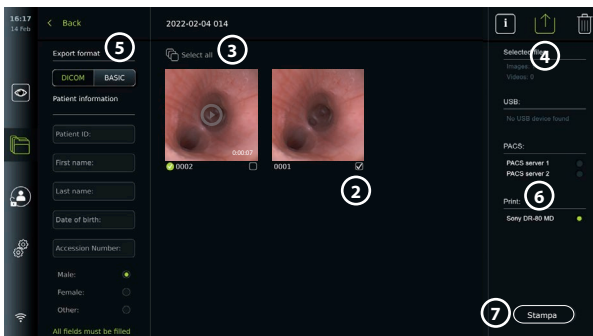 16:17
14 Feb
Back
2022-02-04 014
i
Export format
5
DICOM
BASIC
Patient information
Patient ID:
First name:
Last name:
Date of birth:
Accession Number:
Male:
Female:
Other:
All fields must be filled
Select all
3
0:00:07
0002
0001
2
Selected files
4
Images:
Videos: 0
USB:
No USB device found
PACS:
PACS server 1
PACS server 2
6
Print:
Sony DR-80 MD
7
Stampa